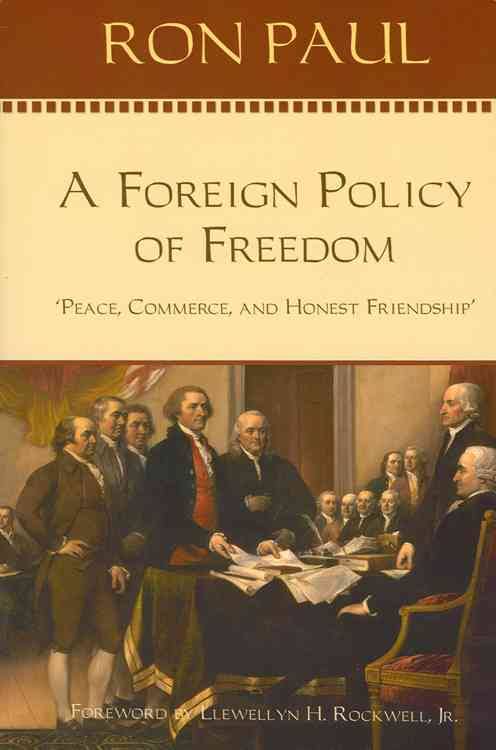 RON PAUL
A FOREIGN POLICY
OF FREEDOM
‘PEACE, COMMERCE, AND HONEST FRIENDSHIP’
FOREWORD BY LLEWELLYN H. ROCKWELL, JR.